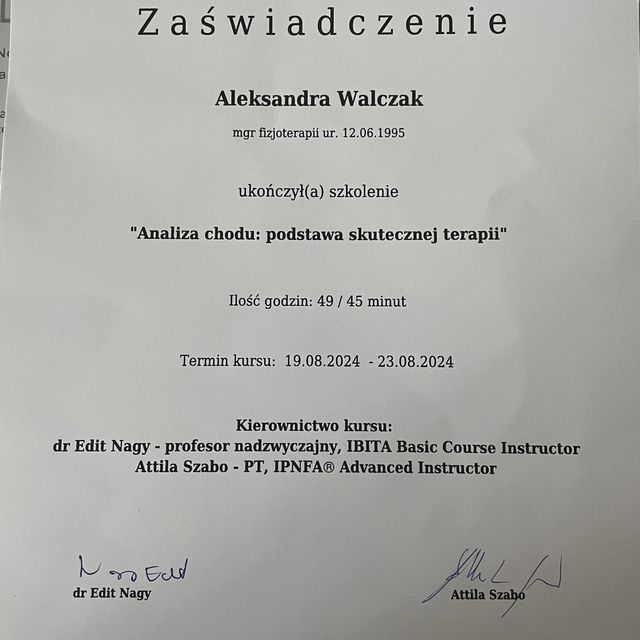 Zaświadczenie
Aleksandra Walczak
mgr fizjoterapii ur. 12.06.1995
ukończył(a) szkolenie
"Analiza chodu: podstawa skutecznej terapii"
Ilość godzin: 49 / 45 minut
Termin kursu: 19.08.2024 - 23.08.2024
Kierownictwo kursu:
dr Edit Nagy - profesor nadzwyczajny, IBITA Basic Course Instructor
Attila Szabo - PT, IPNFA® Advanced Instructor
Nagy Edit
dr Edit Nagy
Attila Szabo